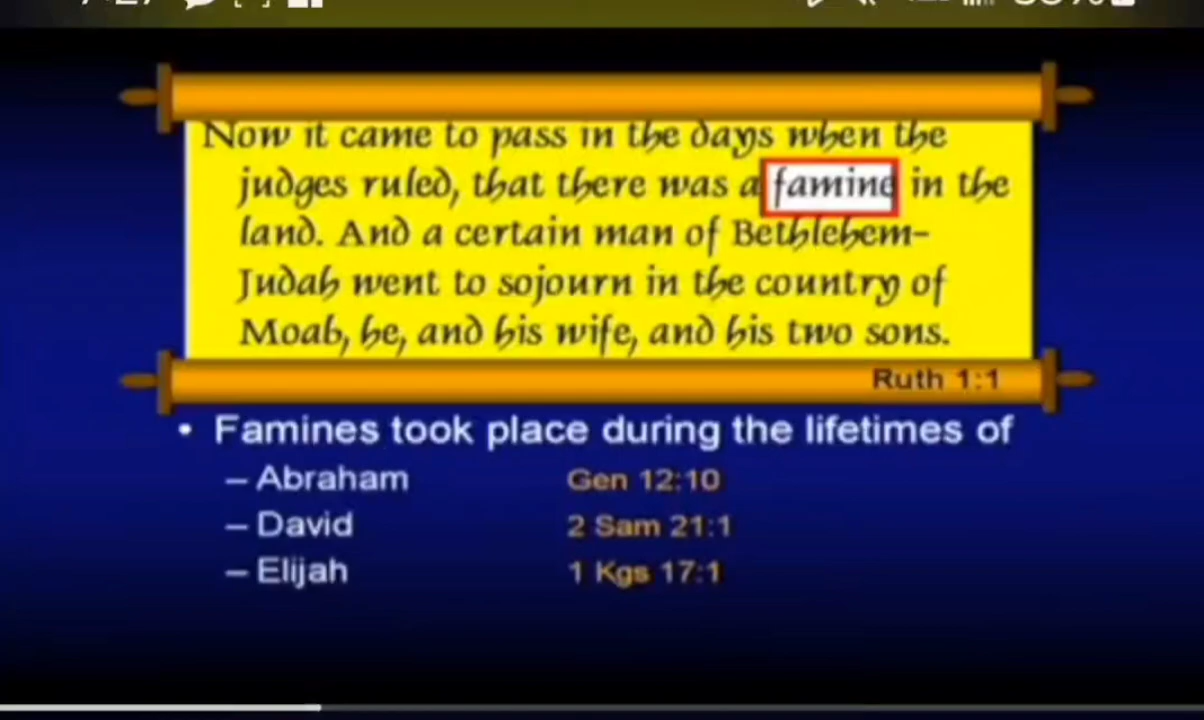 Now it came to pass in the days when the
judges ruled, that there was a famine in the
land. And a certain man of Bethlehem-
Judah went to sojourn in the country of
Moab, he, and his wife, and his two sons.
Ruth 1:1
• Famines took place during the lifetimes of
– Abraham Gen 12:10
– David 2 Sam 21:1
– Elijah 1 Kgs 17:1